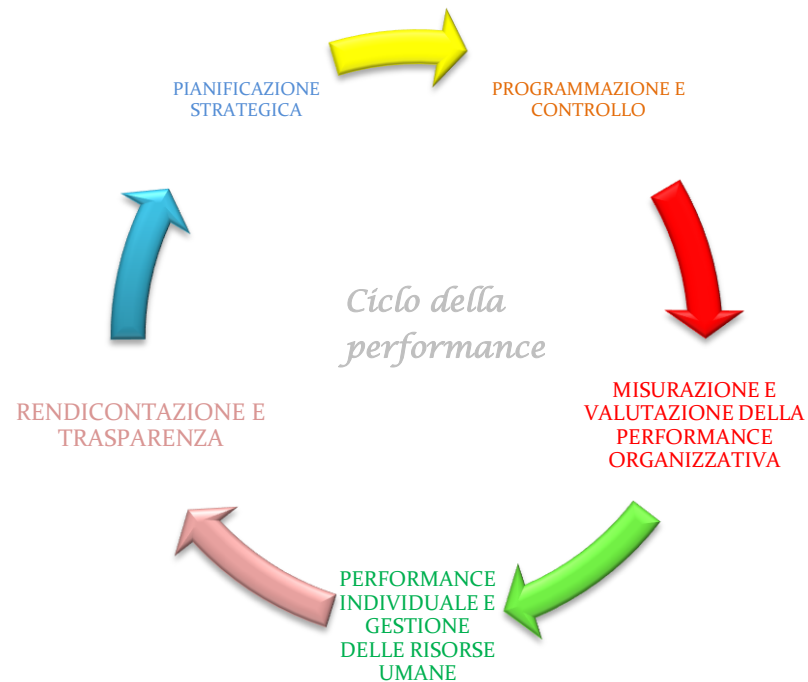 PIANIFICAZIONE
STRATEGICA
PROGRAMMAZIONE E
CONTROLLO
Ciclo della
performance
MISURAZIONE E
VALUTAZIONE DELLA
PERFORMANCE
ORGANIZZATIVA
RENDICONTAZIONE E
TRASPARENZA
PERFORMANCE
INDIVIDUALE E
GESTIONE
DELLE RISORSE
UMANE